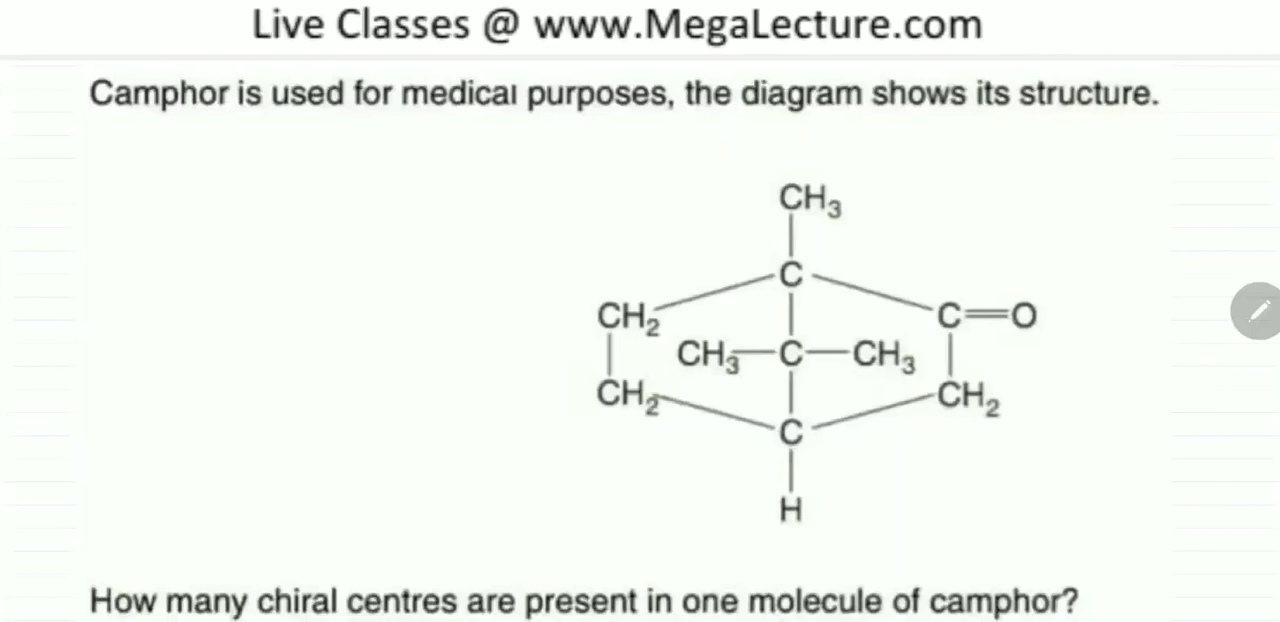 Live Classes @ www.MegaLecture.com
Camphor is used for medical purposes, the diagram shows its structure.
CH₃
C
CH₂ C=O
CH₃—C—CH₃
CH₂ CH₂
C
H
How many chiral centres are present in one molecule of camphor?